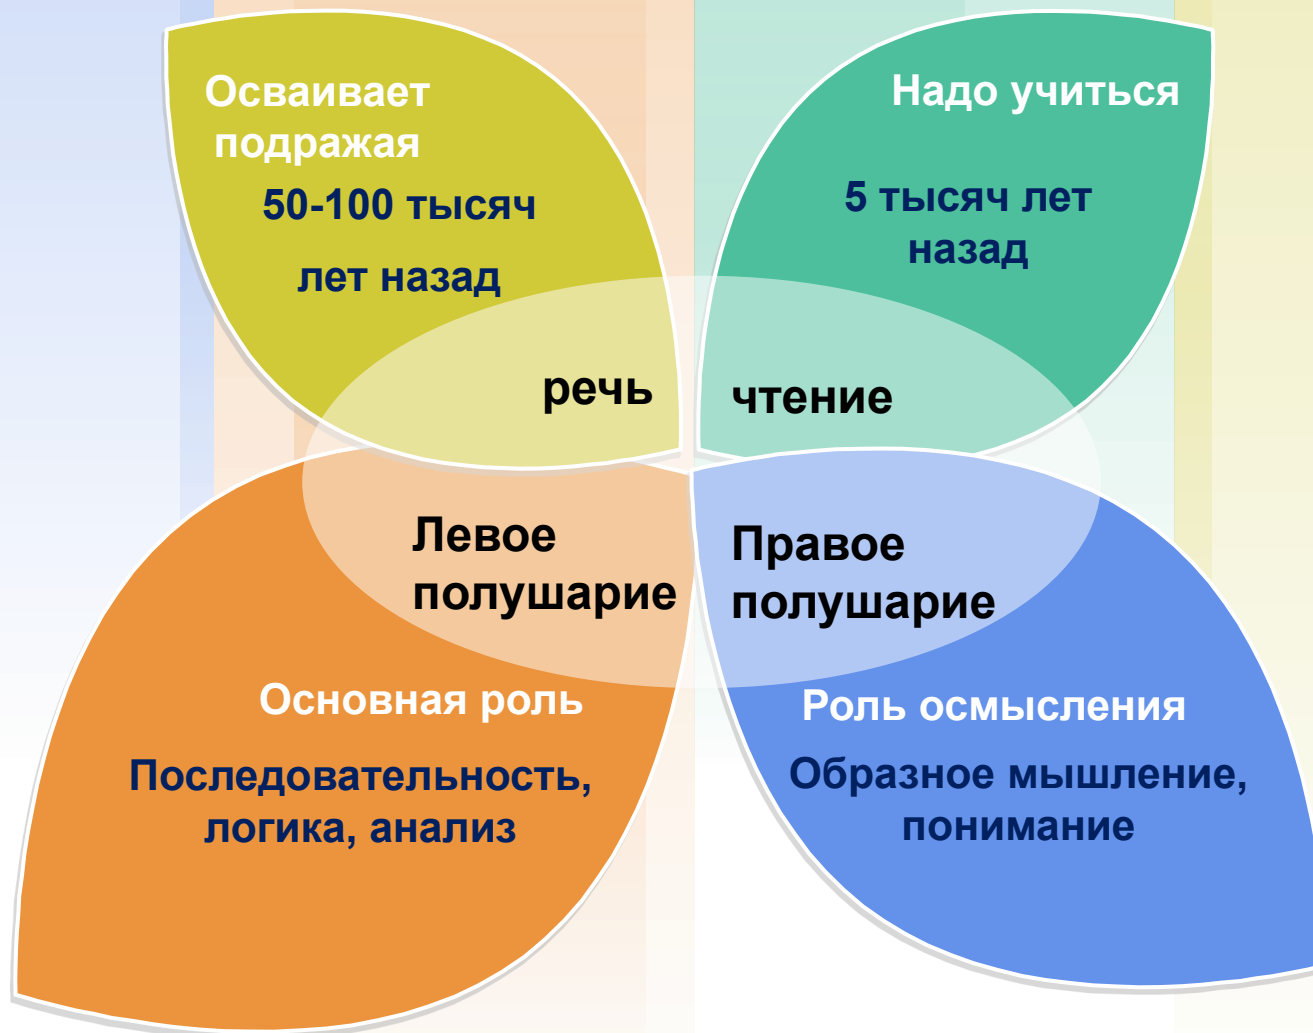 Осваивает
подражая
50-100 тысяч
лет назад
речь
Надо учиться
5 тысяч лет
назад
чтение
Левое
полушарие
Основная роль
Последовательность,
логика, анализ
Правое
полушарие
Роль осмысления
Образное мышление,
понимание